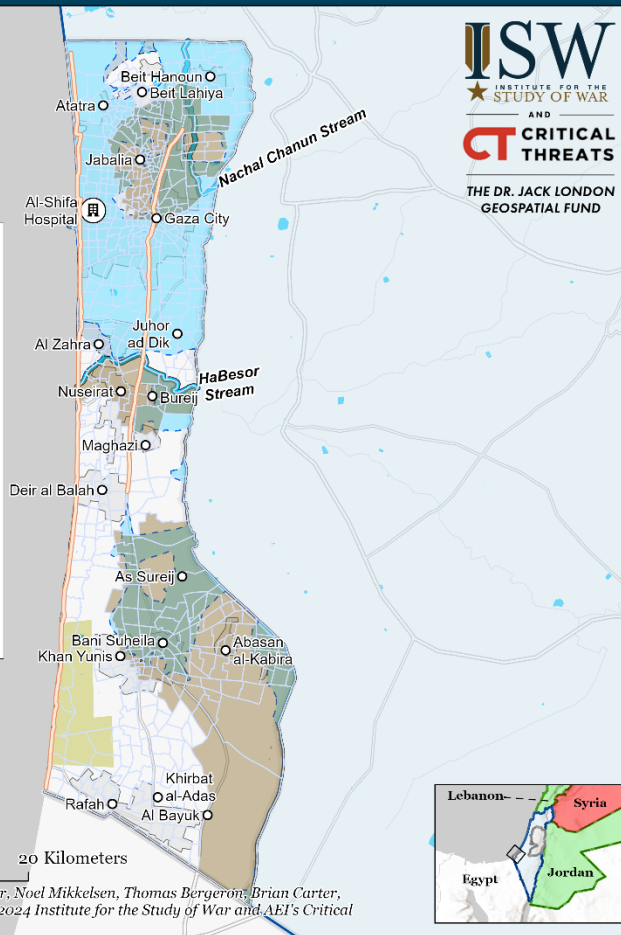 ISW
INSTITUTE FOR THE
STUDY OF WAR
AND
CT CRITICAL
THREATS
THE DR. JACK LONDON
GEOSPATIAL FUND
Beit Hanoun
Beit Lahiya
Atatra
Nachal Chanun Stream
Jabalia
Al-Shifa
Hospital
Gaza City
Juhor
ad Dik
Al Zahra
HaBesor
Stream
Nuseirat
Bureij
Maghazi
Deir al Balah
As Sureij
Bani Suheila
Khan Yunis
Abasan
al-Kabira
Khirbat
al-Adas
Rafah
Al Bayuk
Lebanon
Syria
Egypt
Jordan
20 Kilometers
r, Noel Mikkelsen, Thomas Bergeron, Brian Carter,
2024 Institute for the Study of War and AEI's Critical